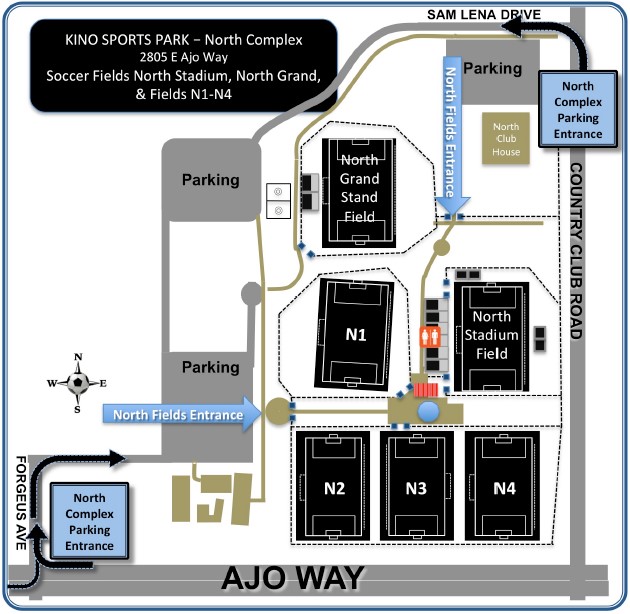 SAM LENA DRIVE
KINO SPORTS PARK – North Complex
2805 E Ajo Way
Soccer Fields North Stadium, North Grand,
& Fields N1-N4
Parking
North Fields Entrance
North
Club
House
North
Complex
Parking
Entrance
COUNTRY CLUB ROAD
Parking
North
Grand
Stand
Field
N1
North
Stadium
Field
Parking
N
W
E
S
North Fields Entrance
N2
N3
N4
FORGEUS AVE
North
Complex
Parking
Entrance
AJO WAY